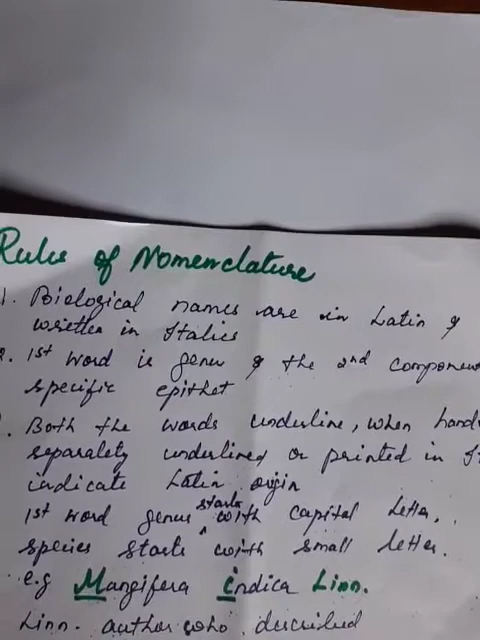 Rules of Nomenclature
1. Biological names are in Latin &
written in Italics
2. 1st word is genu & the 2nd component
specific epithet
. Both the words underline, when hand
separately underlined or printed in It
indicate Latin origin
1st word genus starts with capital letter,
species starts with small letter.
e.g Mangifera indica Linn.
Linn. author who described